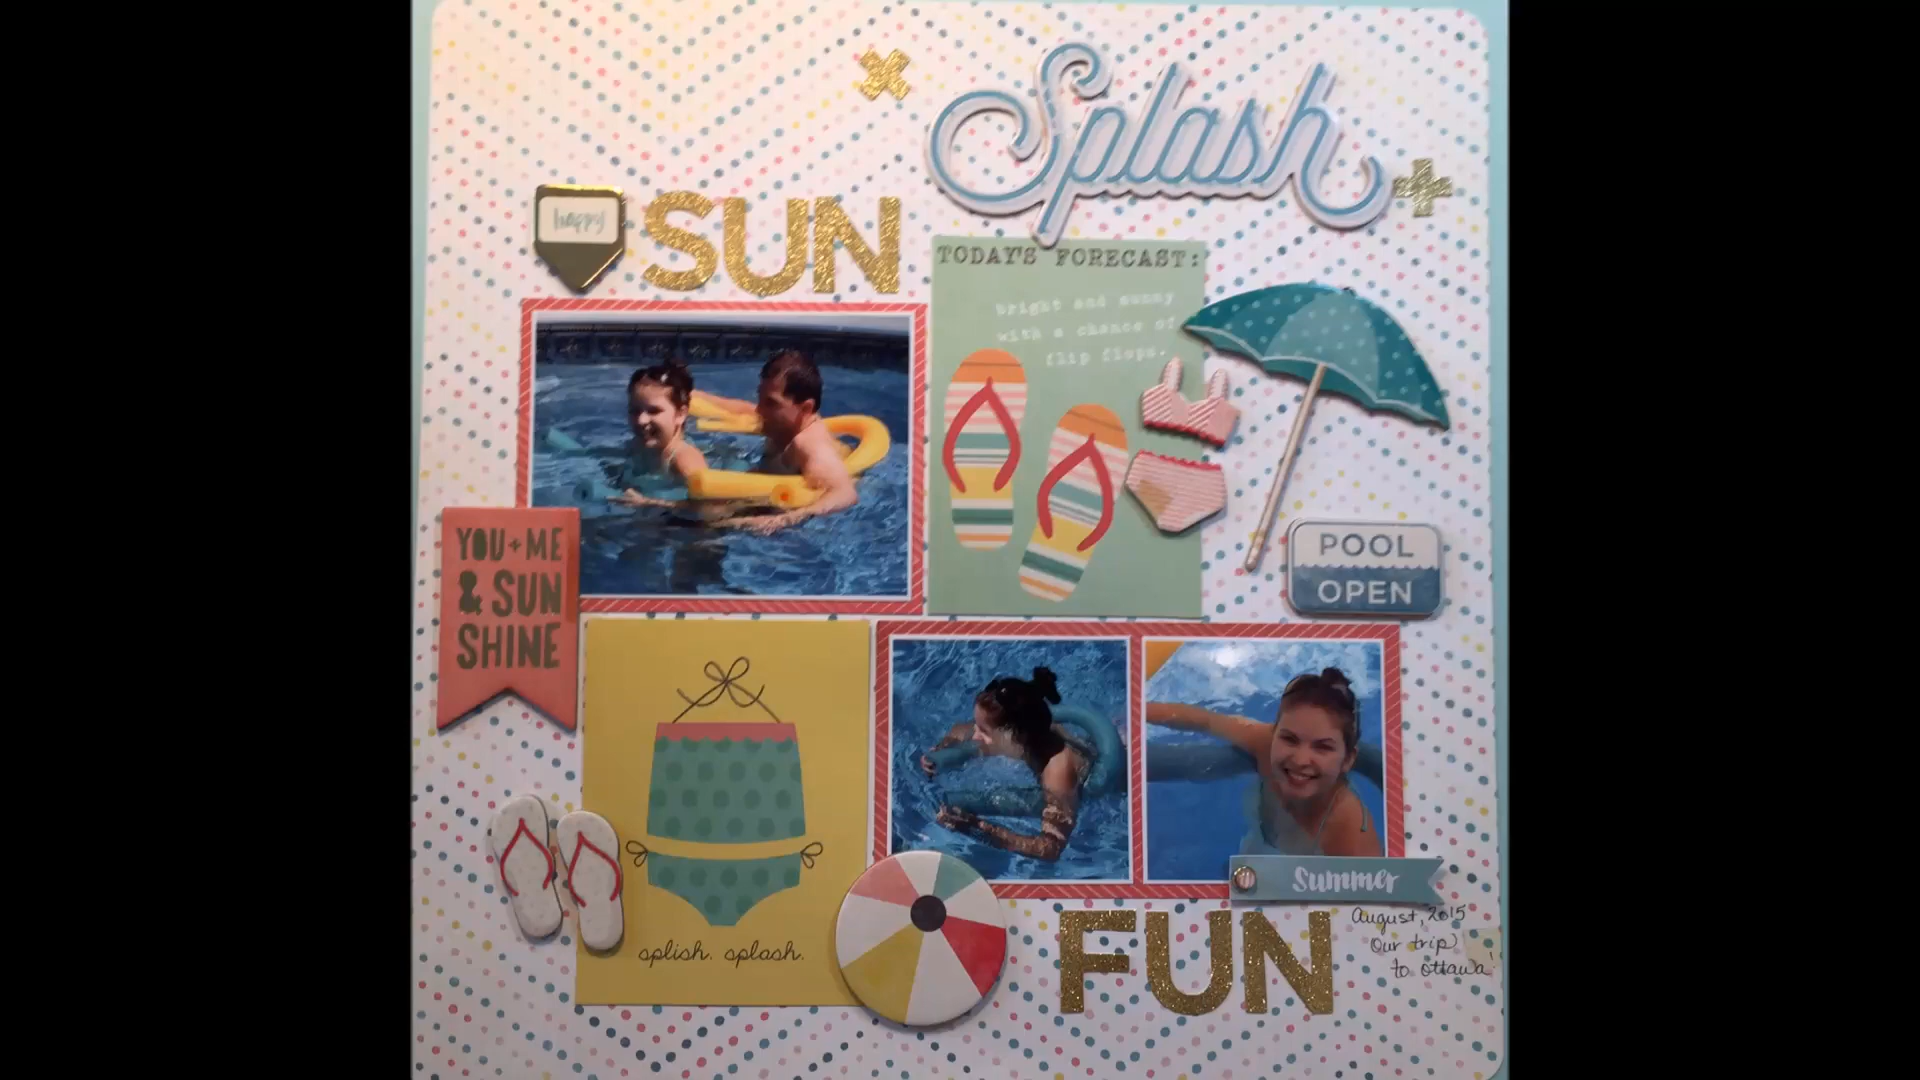 Splash
happy
SUN
TODAY'S FORECAST:
bright and sunny
with a chance of
flip flops.
YOU + ME
& SUN
SHINE
POOL
OPEN
splish. splash.
Summer
FUN
August, 2015
Our trip
to ottawa!